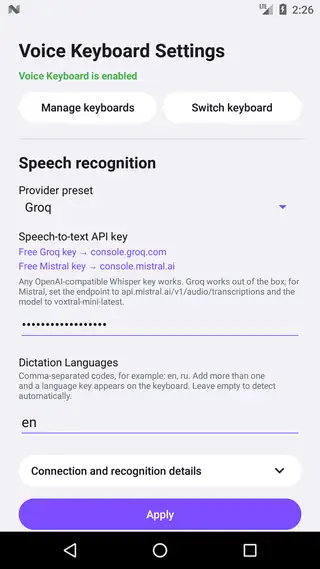 2:26
Voice Keyboard Settings
Voice Keyboard is enabled
Manage keyboards
Switch keyboard
Speech recognition
Provider preset
Groq
Speech-to-text API key
Free Groq key → console.groq.com
Free Mistral key → console.mistral.ai
Any OpenAI-compatible Whisper key works. Groq works out of the box; for
Mistral, set the endpoint to api.mistral.ai/v1/audio/transcriptions and the
model to voxtral-mini-latest.
••••••••••••••••••
Dictation Languages
Comma-separated codes, for example: en, ru. Add more than one
and a language key appears on the keyboard. Leave empty to detect
automatically.
en
Connection and recognition details
Apply